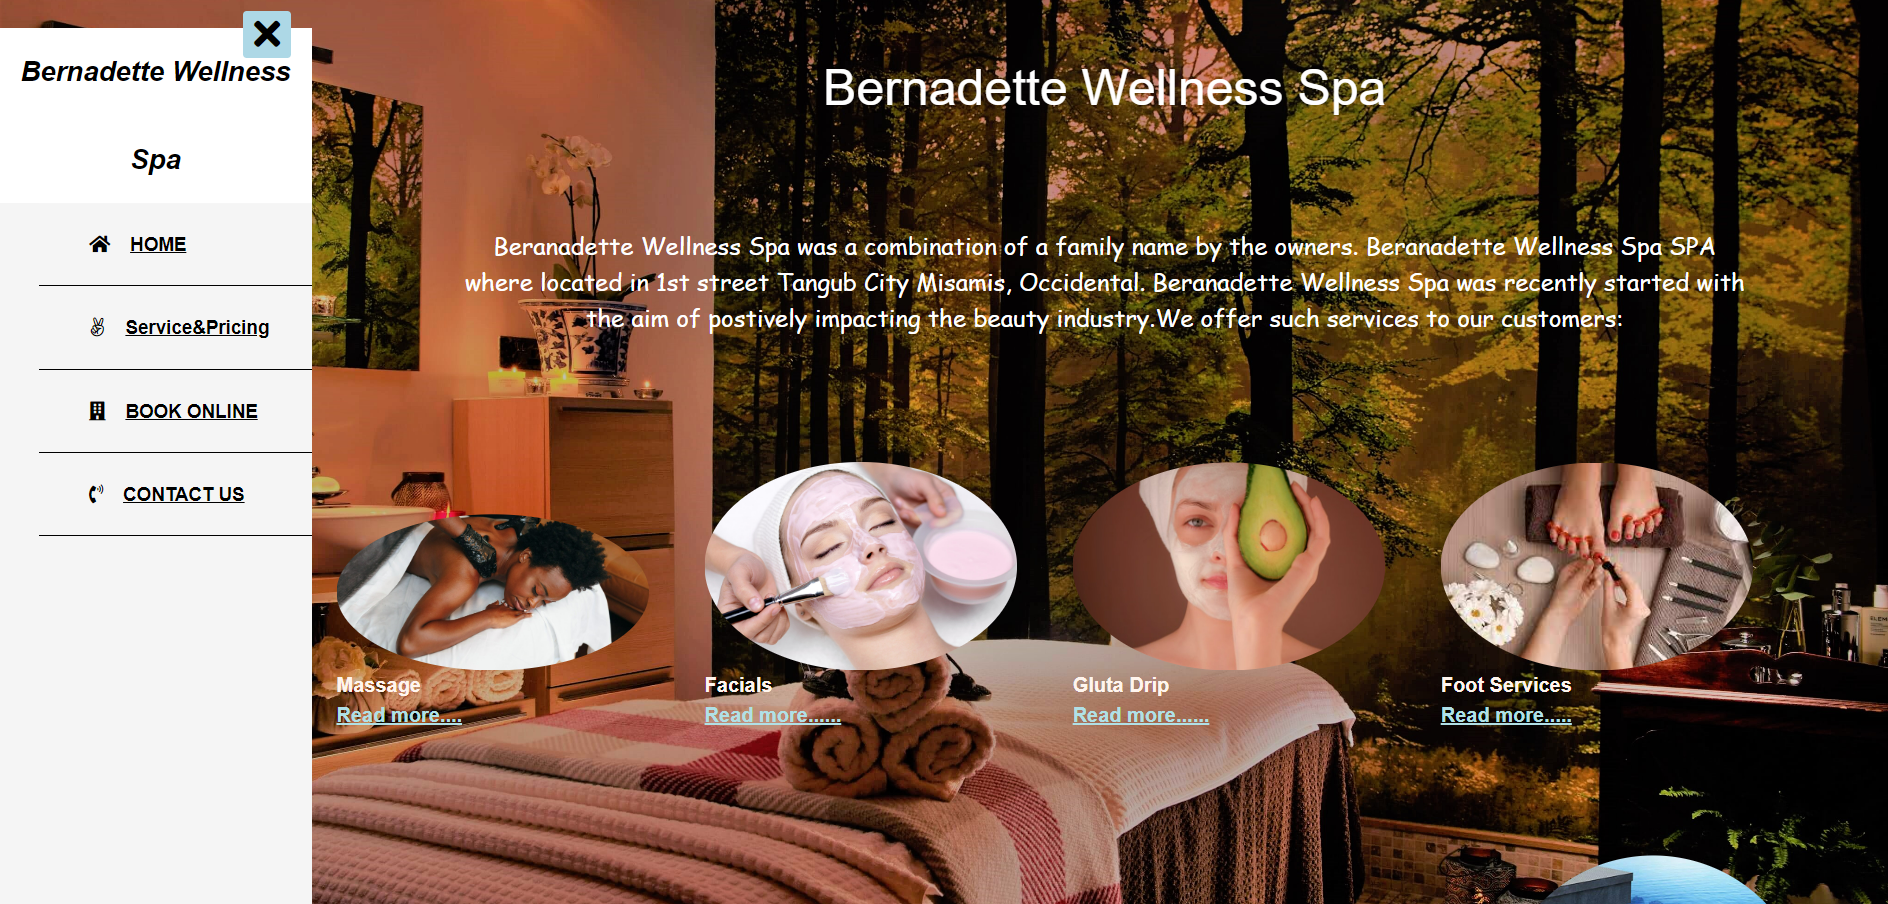 Bernadette Wellness
Spa
HOME
Service&Pricing
BOOK ONLINE
CONTACT US
Bernadette Wellness Spa
Beranadette Wellness Spa was a combination of a family name by the owners. Beranadette Wellness Spa SPA
where located in 1st street Tangub City Misamis, Occidental. Beranadette Wellness Spa was recently started with
the aim of postively impacting the beauty industry.We offer such services to our customers:
Massage
Read more....
Facials
Read more......
Gluta Drip
Read more......
Foot Services
Read more.....